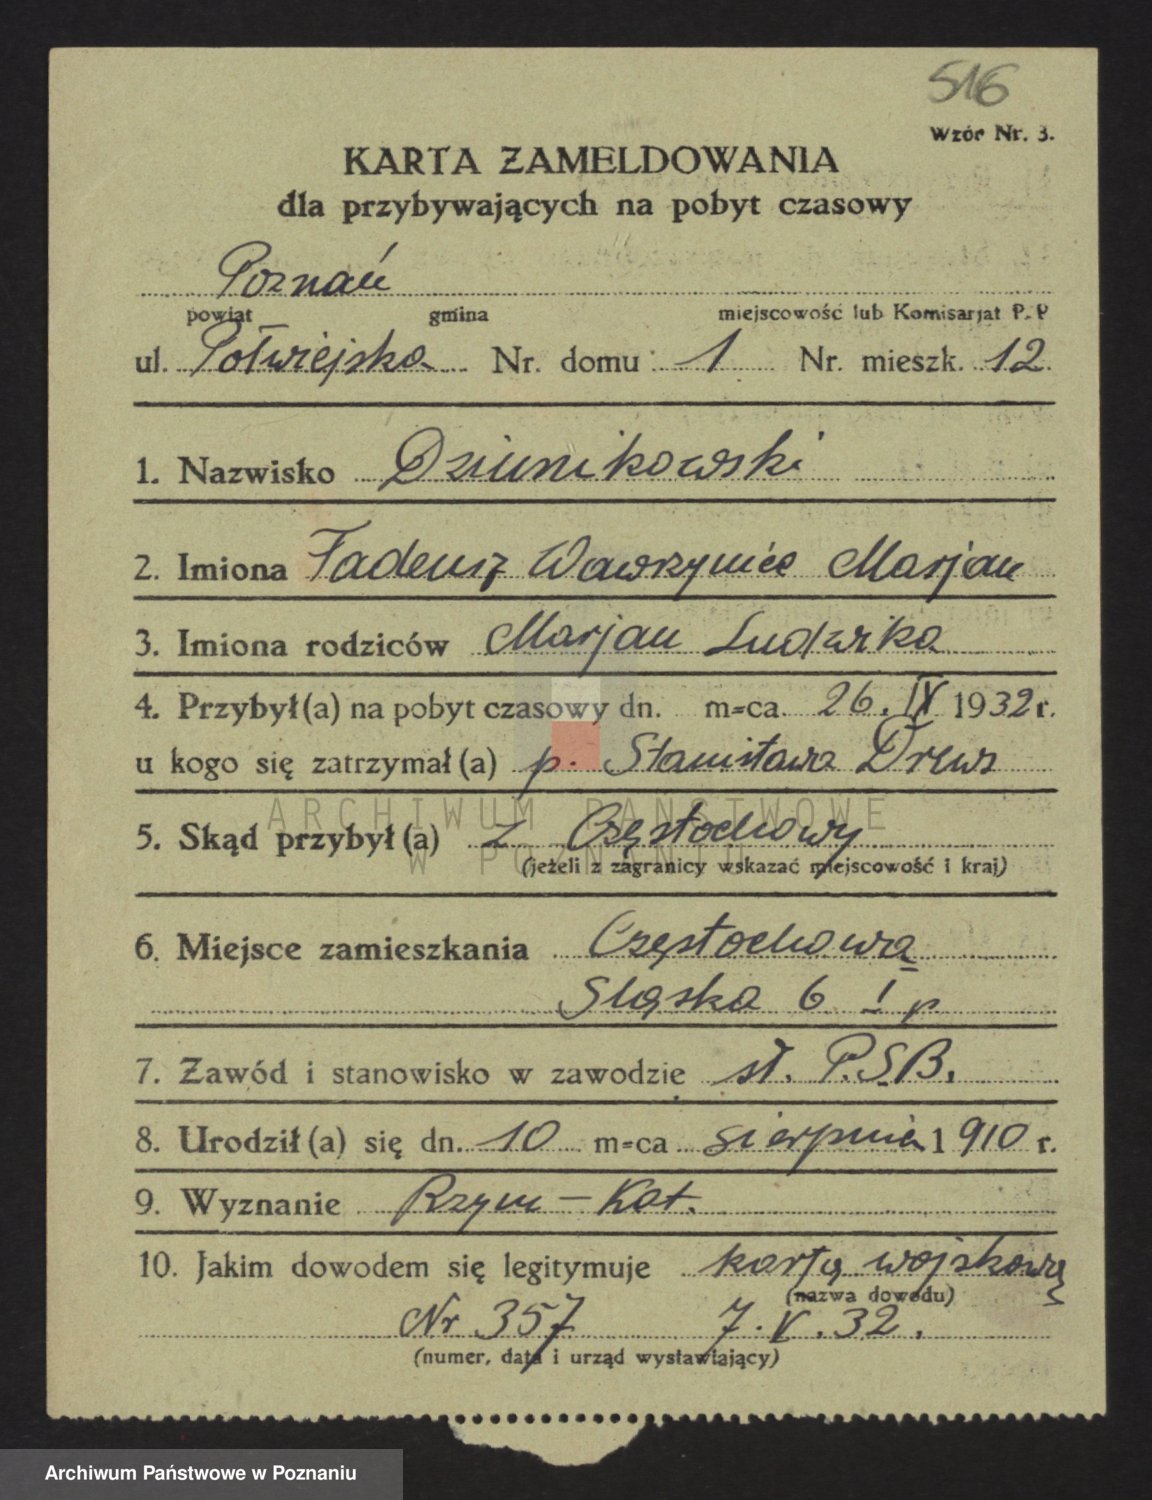 516
Wzór Nr. 3.
KARTA ZAMELDOWANIA
dla przybywających na pobyt czasowy
Poznań
powiat gmina miejscowość lub Komisarjat P. P
ul. Połwiejska Nr. domu 1 Nr. mieszk. 12
1. Nazwisko Dziunikowski
2. Imiona Tadeusz Wawrzyniec Marjan
3. Imiona rodziców Marjan Ludwika
4. Przybył(a) na pobyt czasowy dn. m=ca. 26. IX 1932 r.
u kogo się zatrzymał(a) p. Stanisława Drews
ARCHIWUM PAŃSTWOWE
5. Skąd przybył(a) z Częstochowy
W POZNANIU
(jeżeli z zagranicy wskazać miejscowość i kraj)
6. Miejsce zamieszkania Częstochowa
Sląska 6 I p
7. Zawód i stanowisko w zawodzie st. P.S.B.
8. Urodził(a) się dn. 10 m=ca sierpnia 1910 r.
9. Wyznanie Rzym-Kat.
10. Jakim dowodem się legitymuje kartą wojskową
(nazwa dowodu)
Nr 357 7. V. 32.
(numer, data i urząd wystawiający)
Archiwum Państwowe w Poznaniu